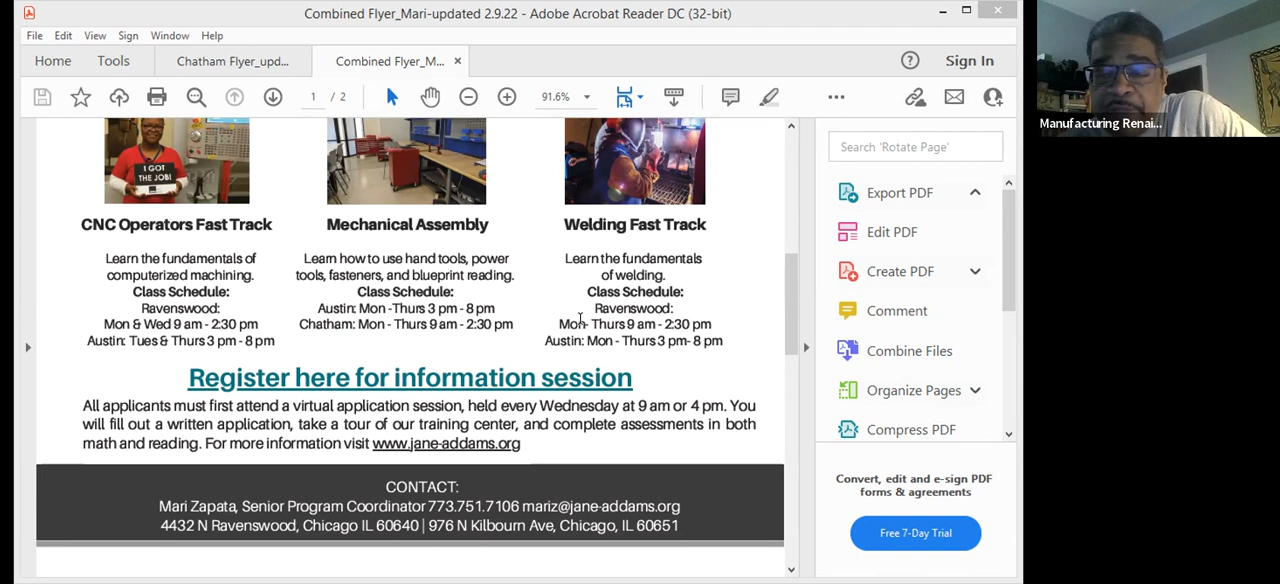 Combined Flyer_Mari-updated 2.9.22 - Adobe Acrobat Reader DC (32-bit)
File Edit View Sign Window Help
Home Tools Chatham Flyer_upd... Combined Flyer_M... × ? Sign In
1 / 2 91.6%
Manufacturing Renai...
Search 'Rotate Page'
I GOT
THE JOB!
CNC Operators Fast Track
Learn the fundamentals of
computerized machining.
Class Schedule:
Ravenswood:
Mon & Wed 9 am - 2:30 pm
Austin: Tues & Thurs 3 pm - 8 pm
Mechanical Assembly
Learn how to use hand tools, power
tools, fasteners, and blueprint reading.
Class Schedule:
Austin: Mon -Thurs 3 pm - 8 pm
Chatham: Mon - Thurs 9 am - 2:30 pm
Welding Fast Track
Learn the fundamentals
of welding.
Class Schedule:
Ravenswood:
Mon- Thurs 9 am - 2:30 pm
Austin: Mon - Thurs 3 pm- 8 pm
Register here for information session
All applicants must first attend a virtual application session, held every Wednesday at 9 am or 4 pm. You
will fill out a written application, take a tour of our training center, and complete assessments in both
math and reading. For more information visit www.jane-addams.org
CONTACT:
Mari Zapata, Senior Program Coordinator 773.751.7106 mariz@jane-addams.org
4432 N Ravenswood, Chicago IL 60640 | 976 N Kilbourn Ave, Chicago, IL 60651
Export PDF
Edit PDF
Create PDF
Comment
Combine Files
Organize Pages
Compress PDF
Convert, edit and e-sign PDF
forms & agreements
Free 7-Day Trial